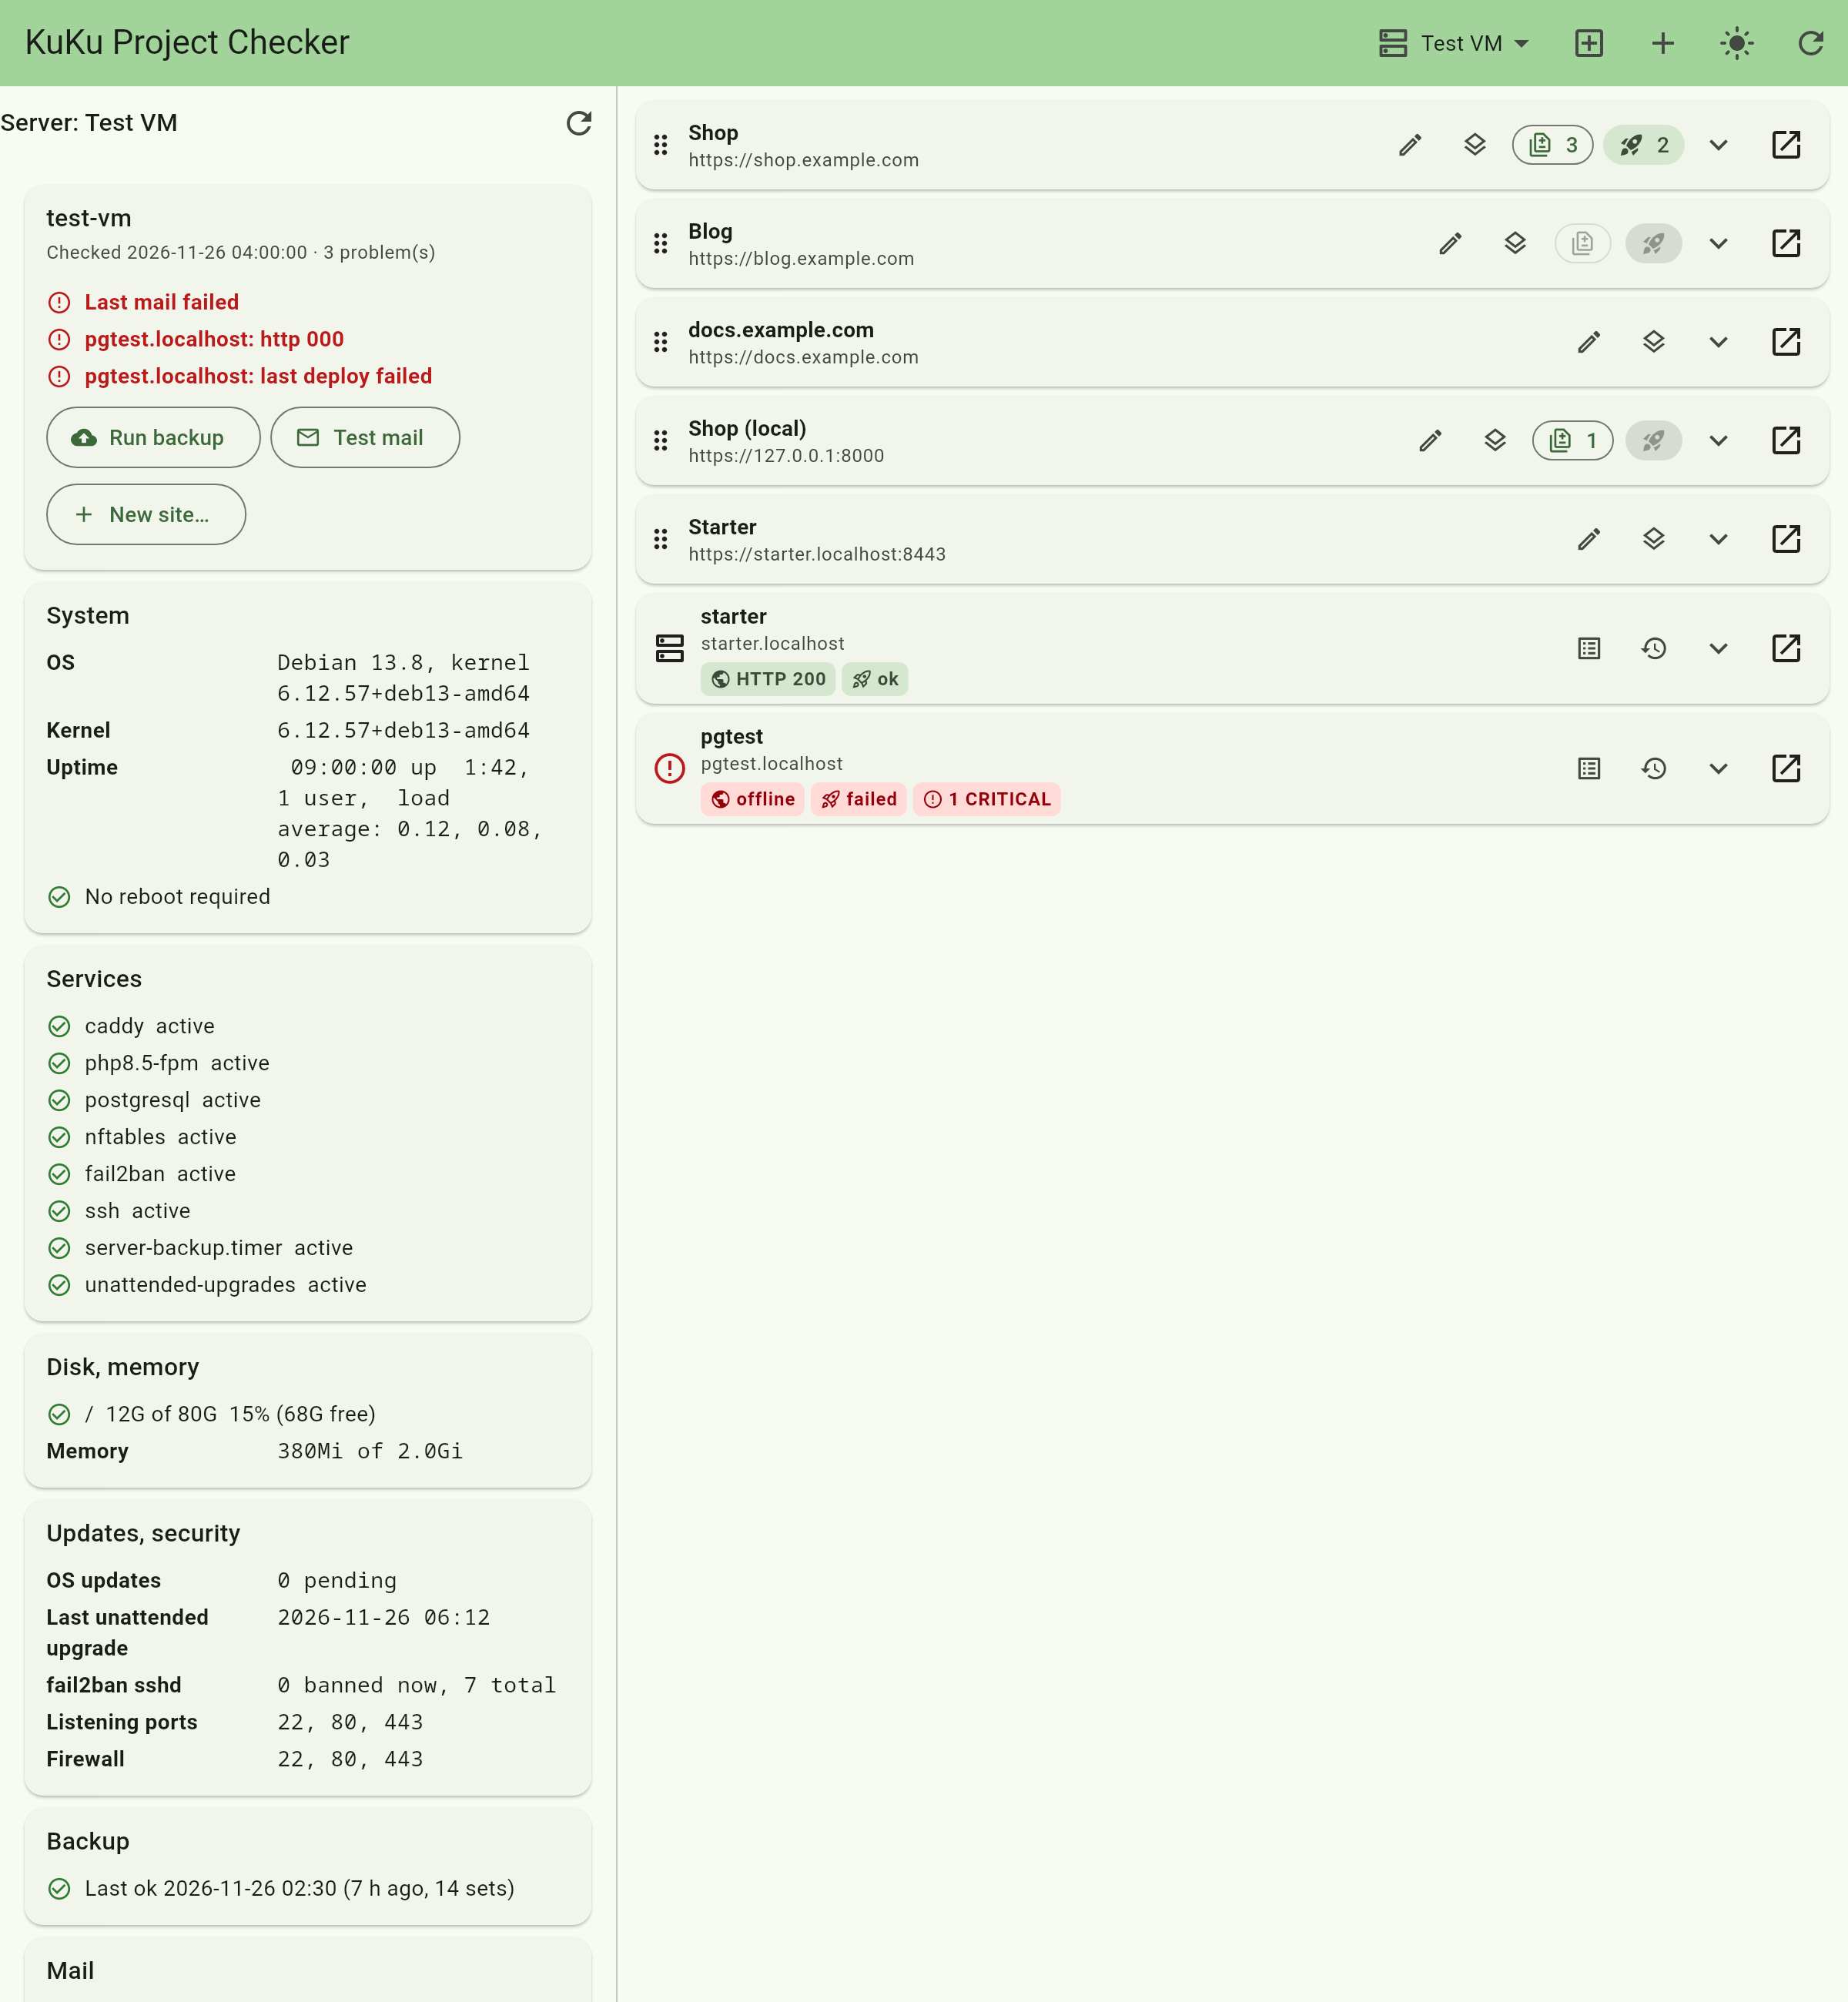 KuKu Project Checker
Test VM
Server: Test VM
test-vm
Checked 2026-11-26 04:00:00 · 3 problem(s)
Last mail failed
pgtest.localhost: http 000
pgtest.localhost: last deploy failed
Run backup
Test mail
New site…
System
OS Debian 13.8, kernel
6.12.57+deb13-amd64
Kernel 6.12.57+deb13-amd64
Uptime 09:00:00 up  1:42,
1 user,  load
average: 0.12, 0.08,
0.03
No reboot required
Services
caddy active
php8.5-fpm active
postgresql active
nftables active
fail2ban active
ssh active
server-backup.timer active
unattended-upgrades active
Disk, memory
/ 12G of 80G 15% (68G free)
Memory 380Mi of 2.0Gi
Updates, security
OS updates 0 pending
Last unattended 2026-11-26 06:12
upgrade
fail2ban sshd 0 banned now, 7 total
Listening ports 22, 80, 443
Firewall 22, 80, 443
Backup
Last ok 2026-11-26 02:30 (7 h ago, 14 sets)
Mail
Shop
https://shop.example.com
3
2
Blog
https://blog.example.com
docs.example.com
https://docs.example.com
Shop (local)
https://127.0.0.1:8000
1
Starter
https://starter.localhost:8443
starter
starter.localhost
HTTP 200
ok
pgtest
pgtest.localhost
offline
failed
1 CRITICAL